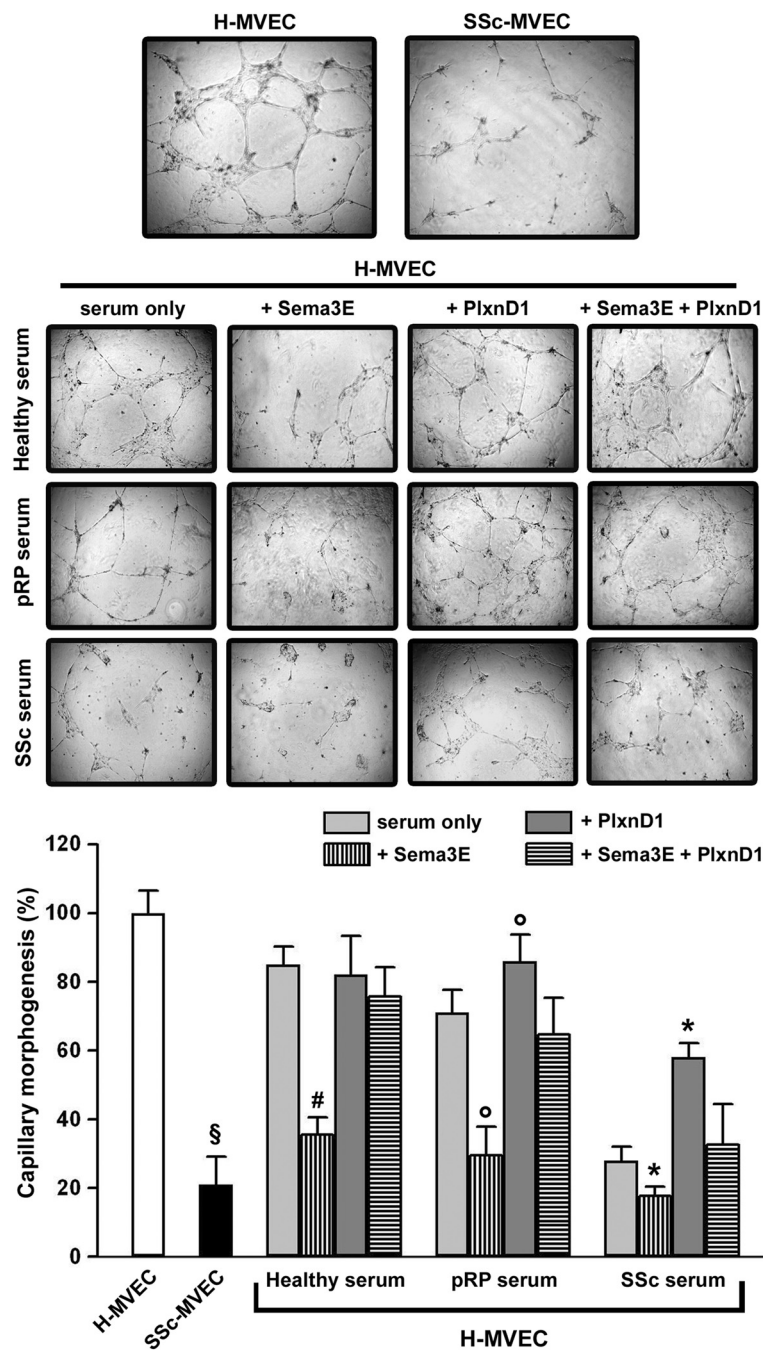 H-MVEC SSc-MVEC
H-MVEC
serum only + Sema3E + PlxnD1 + Sema3E + PlxnD1
Healthy serum
pRP serum
SSc serum
serum only + PlxnD1
+ Sema3E + Sema3E + PlxnD1
Capillary morphogenesis (%)
120
100
80
60
40
20
0
§
#
°
°
*
*
H-MVEC
SSc-MVEC
Healthy serum pRP serum SSc serum
H-MVEC